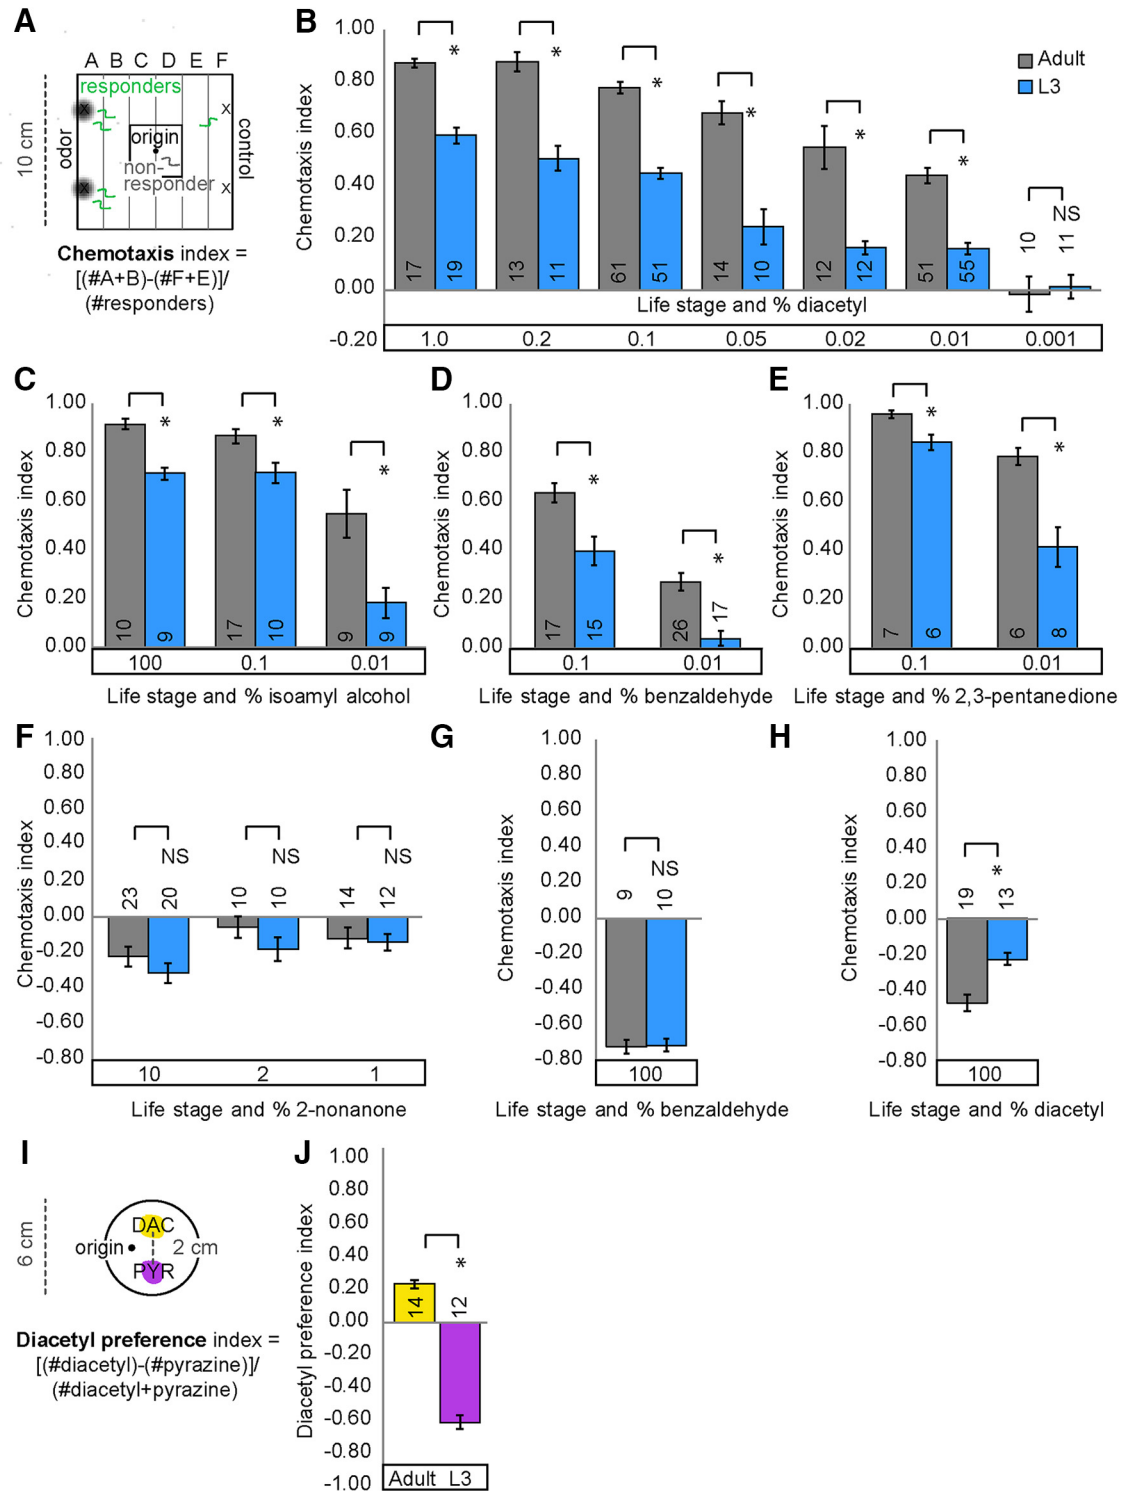 A
A B C D E F
responders
X
X
origin
non-
responder
X
X
odor
control
10 cm
Chemotaxis index =
[(#A+B)-(#F+E)]/
(#responders)
B
Chemotaxis index
1.00
0.80
0.60
0.40
0.20
0.00
-0.20
Adult
L3
* * * * * * NS
17 19 13 11 61 51 14 10 12 12 51 55 10 11
Life stage and % diacetyl
1.0 0.2 0.1 0.05 0.02 0.01 0.001
C
Chemotaxis index
1.00
0.80
0.60
0.40
0.20
0.00
* * *
10 9 17 10 9 9
100 0.1 0.01
Life stage and % isoamyl alcohol
D
Chemotaxis index
1.00
0.80
0.60
0.40
0.20
0.00
* *
17 15 26 17
0.1 0.01
Life stage and % benzaldehyde
E
Chemotaxis index
1.00
0.80
0.60
0.40
0.20
0.00
* *
7 6 6 8
0.1 0.01
Life stage and % 2,3-pentanedione
F
Chemotaxis index
1.00
0.80
0.60
0.40
0.20
0.00
-0.20
-0.40
-0.60
-0.80
NS NS NS
23 20 10 10 14 12
10 2 1
Life stage and % 2-nonanone
G
Chemotaxis index
1.00
0.80
0.60
0.40
0.20
0.00
-0.20
-0.40
-0.60
-0.80
NS
9 10
100
Life stage and % benzaldehyde
H
Chemotaxis index
1.00
0.80
0.60
0.40
0.20
0.00
-0.20
-0.40
-0.60
-0.80
*
19 13
100
Life stage and % diacetyl
I
6 cm
DAC
origin
2 cm
PYR
Diacetyl preference index =
[(#diacetyl)-(#pyrazine)]/
(#diacetyl+pyrazine)
J
Diacetyl preference index
1.00
0.80
0.60
0.40
0.20
0.00
-0.20
-0.40
-0.60
-0.80
-1.00
*
14 12
Adult L3